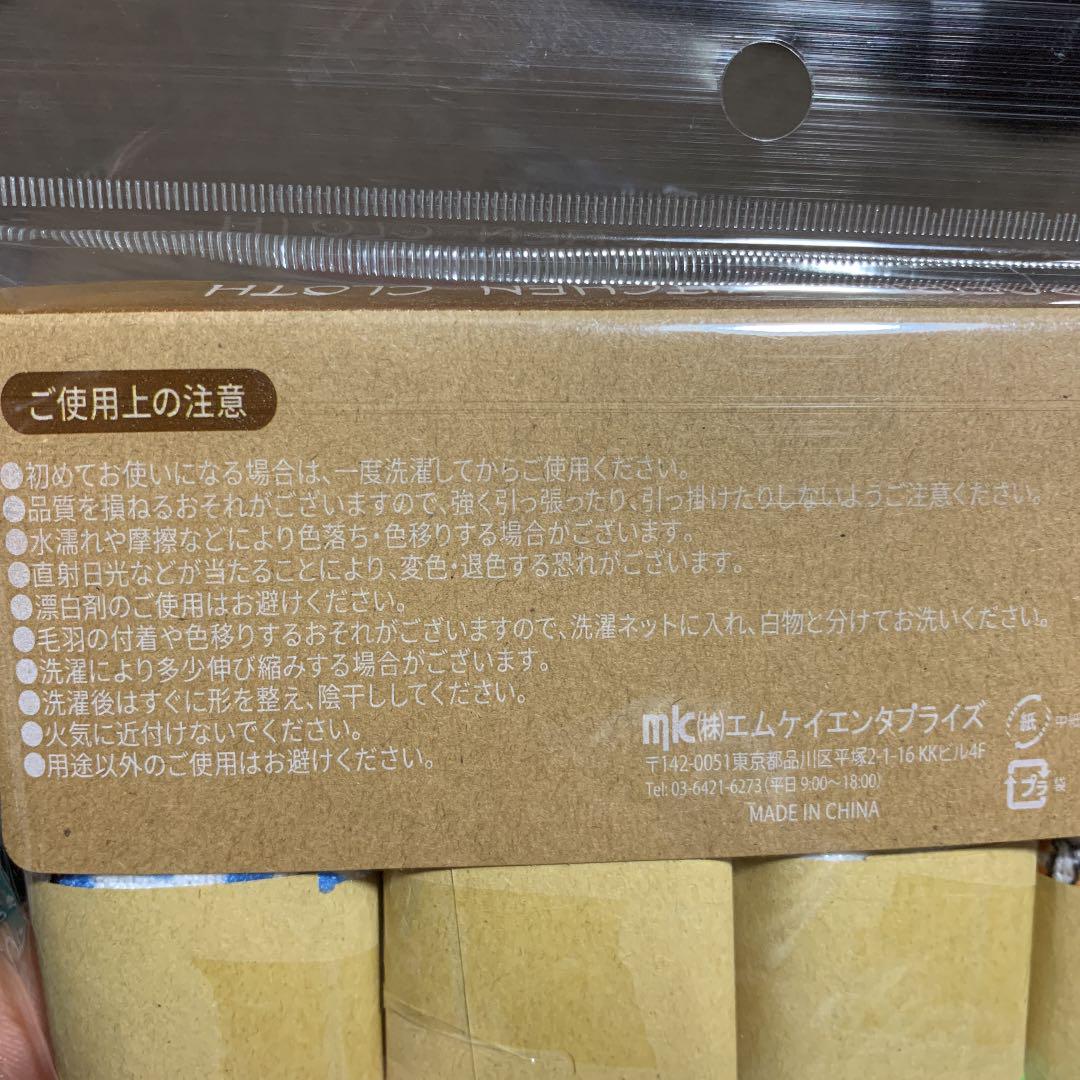 KITCHEN CLOTH
ご使用上の注意
●初めてお使いになる場合は、一度洗濯してからご使用ください。
●品質を損ねるおそれがございますので、強く引っ張ったり、引っ掛けたりしないようご注意ください。
●水濡れや摩擦などにより色落ち・色移りする場合がございます。
●直射日光などが当たることにより、変色・退色する恐れがございます。
●漂白剤のご使用はお避けください。
●毛羽の付着や色移りするおそれがございますので、洗濯ネットに入れ、白物と分けてお洗いください。
●洗濯により多少伸び縮みする場合がございます。
●洗濯後はすぐに形を整え、陰干ししてください。
●火気に近付けないでください。
●用途以外のご使用はお避けください。
mk(株)エムケイエンタプライズ
〒142-0051東京都品川区平塚2-1-16 KKビル4F
Tel: 03-6421-6273(平日 9:00〜18:00)
MADE IN CHINA
紙 中紙
プラ 袋